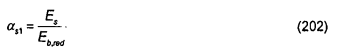 α_s1 = E_s / E_b,red (202)